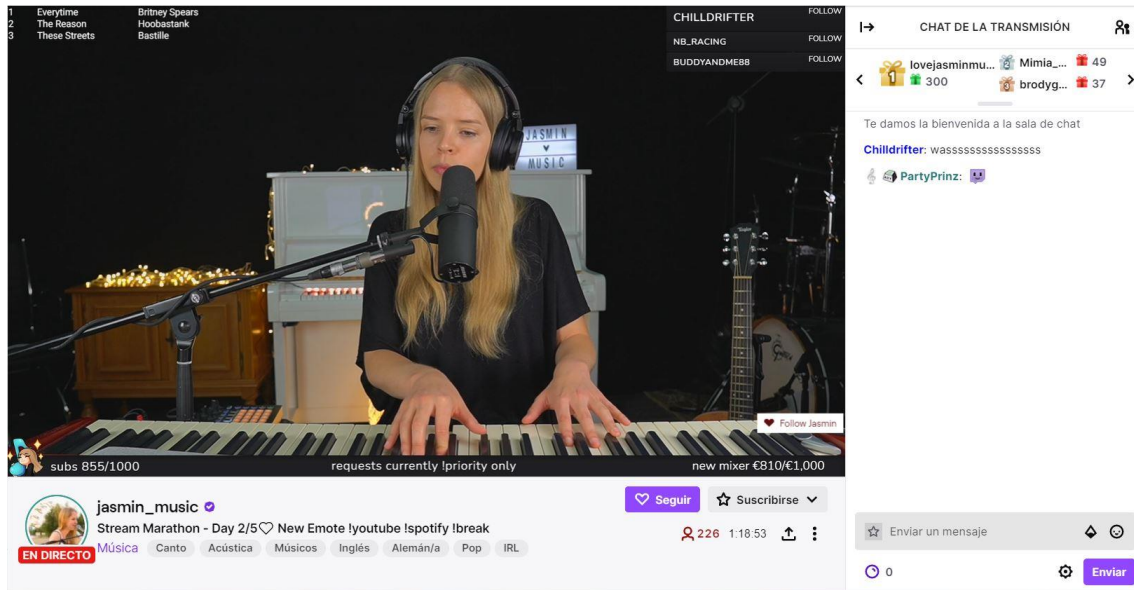 1 Everytime Britney Spears
2 The Reason Hoobastank
3 These Streets Bastille
CHILLDRIFTER FOLLOW
NB_RACING FOLLOW
BUDDYANDME88 FOLLOW
JASMIN
MUSIC
Follow Jasmin
subs 855/1000 requests currently !priority only new mixer €810/€1,000
jasmin_music
Seguir
Suscribirse
Stream Marathon - Day 2/5♡ New Emote !youtube !spotify !break
226 1:18:53
EN DIRECTO
Música Canto Acústica Músicos Inglés Alemán/a Pop IRL
CHAT DE LA TRANSMISIÓN
1 lovejasminmu... 300
2 Mimia_... 49
3 brodyg... 37
Te damos la bienvenida a la sala de chat
Chilldrifter: wasssssssssssssssss
PartyPrinz:
Enviar un mensaje
0
Enviar